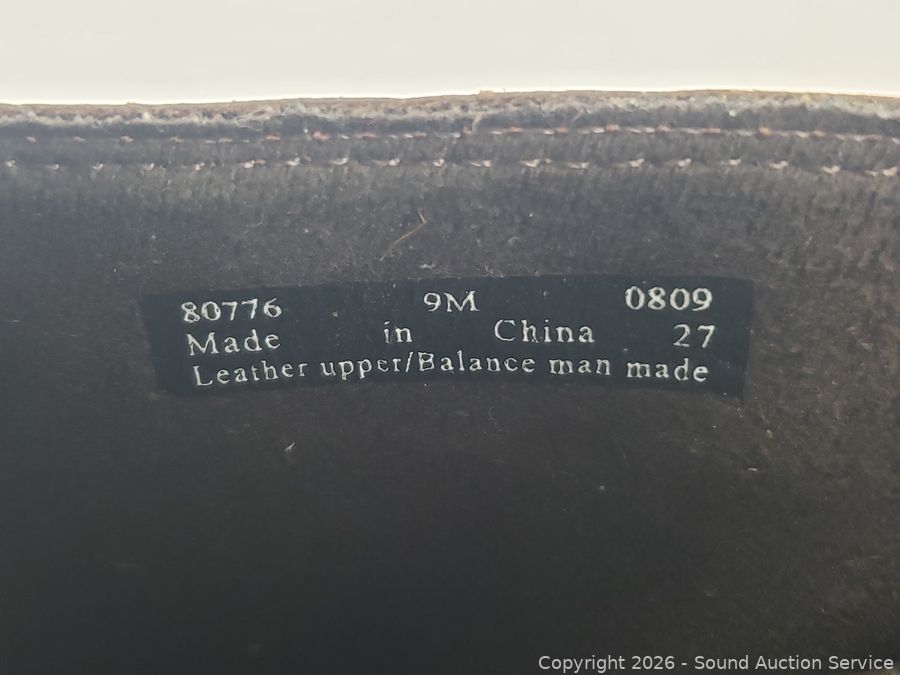 80776 9M 0809
Made in China 27
Leather upper/Balance man made
Copyright 2026 - Sound Auction Service